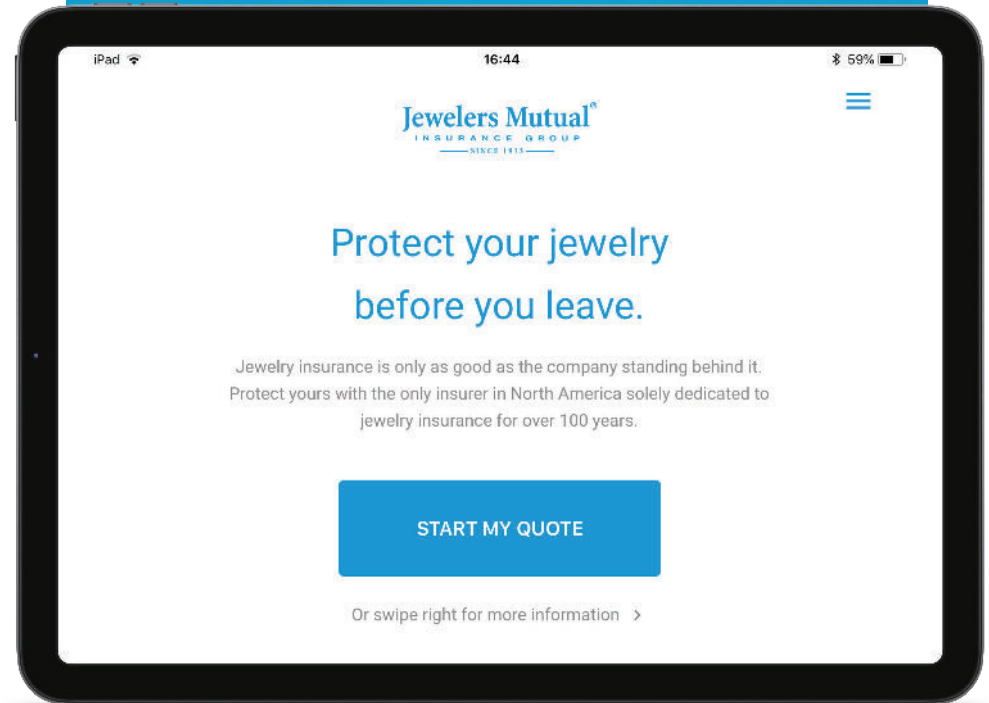 iPad
16:44
59%
Jewelers Mutual®
INSURANCE GROUP
SINCE 1913
Protect your jewelry
before you leave.
Jewelry insurance is only as good as the company standing behind it.
Protect yours with the only insurer in North America solely dedicated to
jewelry insurance for over 100 years.
START MY QUOTE
Or swipe right for more information >